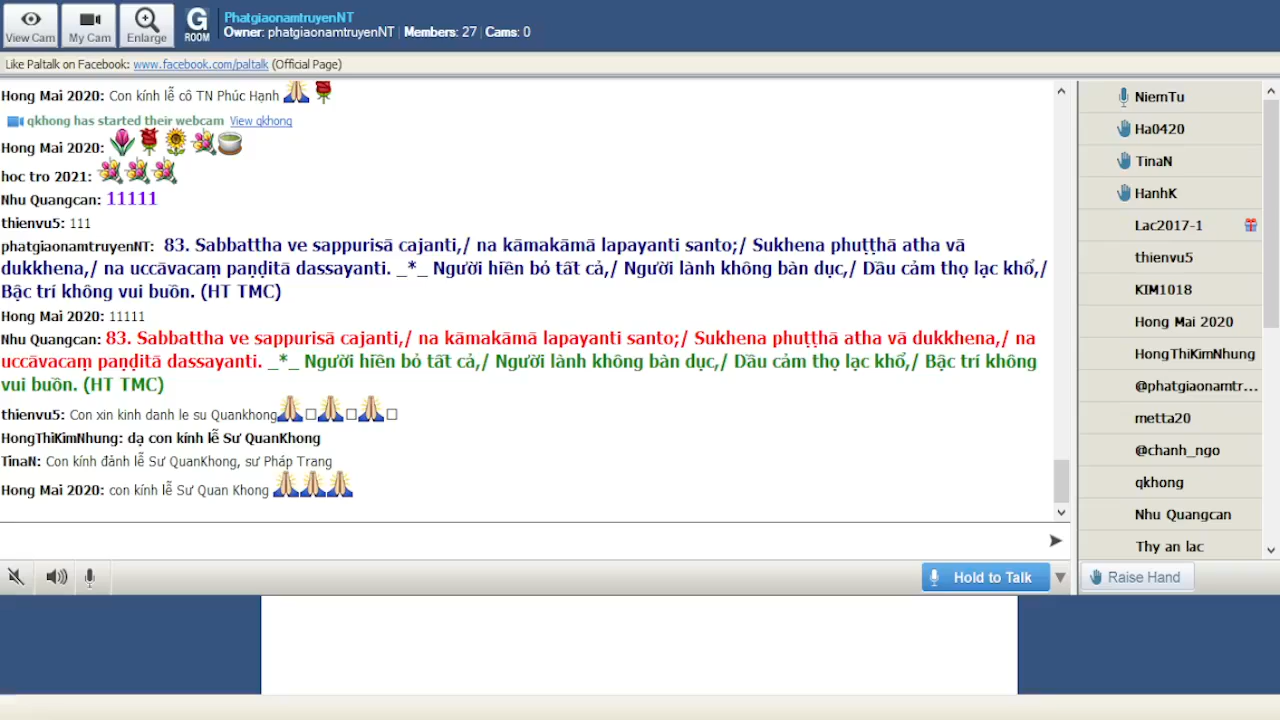 View Cam
My Cam
Enlarge
G
ROOM
PhatgiaonamtruyenNT
Owner: phatgiaonamtruyenNT | Members: 27 | Cams: 0
Like Paltalk on Facebook: www.facebook.com/paltalk (Official Page)
Hong Mai 2020: Con kính lễ cô TN Phúc Hạnh
qkhong has started their webcam View qkhong
Hong Mai 2020:
hoc tro 2021:
Nhu Quangcan: 11111
thienvu5: 111
phatgiaonamtruyenNT: 83. Sabbattha ve sappurisā cajanti,/ na kāmakāmā lapayanti santo;/ Sukhena phuṭṭhā atha vā
dukkhena,/ na uccāvacaṃ paṇḍitā dassayanti. _*_ Người hiền bỏ tất cả,/ Người lành không bàn dục,/ Dầu cảm thọ lạc khổ,/
Bậc trí không vui buồn. (HT TMC)
Hong Mai 2020: 11111
Nhu Quangcan: 83. Sabbattha ve sappurisā cajanti,/ na kāmakāmā lapayanti santo;/ Sukhena phuṭṭhā atha vā dukkhena,/ na
uccāvacaṃ paṇḍitā dassayanti. _*_ Người hiền bỏ tất cả,/ Người lành không bàn dục,/ Dầu cảm thọ lạc khổ,/ Bậc trí không
vui buồn. (HT TMC)
thienvu5: Con xin kinh danh le su Quankhong
HongThiKimNhung: dạ con kính lễ Sư QuanKhong
TinaN: Con kính đảnh lễ Sư QuanKhong, sư Pháp Trang
Hong Mai 2020: con kính lễ Sư Quan Khong
Hold to Talk
NiemTu
Ha0420
TinaN
HanhK
Lac2017-1
thienvu5
KIM1018
Hong Mai 2020
HongThiKimNhung
@phatgiaonamtr...
metta20
@chanh_ngo
qkhong
Nhu Quangcan
Thy an lac
Raise Hand